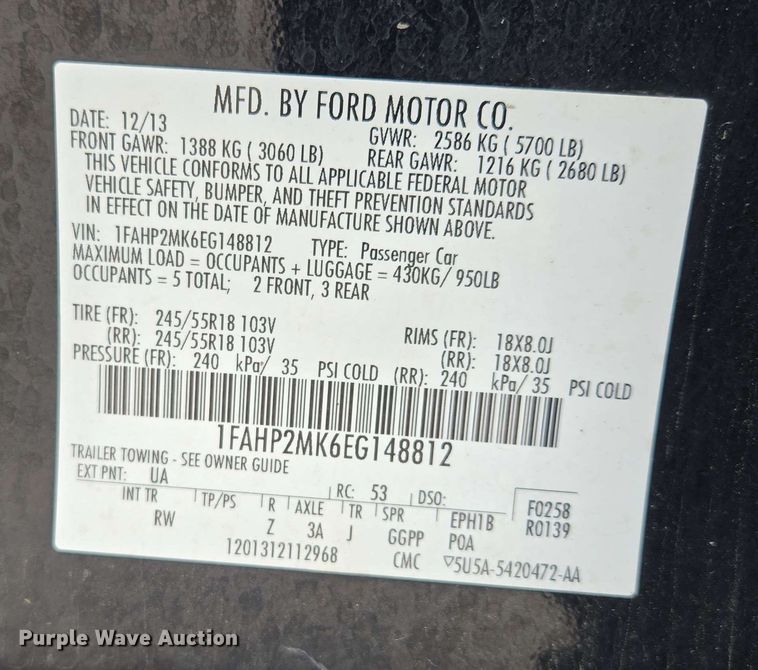 MFD. BY FORD MOTOR CO.
DATE: 12/13 GVWR: 2586 KG ( 5700 LB)
FRONT GAWR: 1388 KG ( 3060 LB) REAR GAWR: 1216 KG ( 2680 LB)
THIS VEHICLE CONFORMS TO ALL APPLICABLE FEDERAL MOTOR
VEHICLE SAFETY, BUMPER, AND THEFT PREVENTION STANDARDS
IN EFFECT ON THE DATE OF MANUFACTURE SHOWN ABOVE.
VIN: 1FAHP2MK6EG148812 TYPE: Passenger Car
MAXIMUM LOAD = OCCUPANTS + LUGGAGE = 430KG/ 950LB
OCCUPANTS = 5 TOTAL; 2 FRONT, 3 REAR
TIRE (FR): 245/55R18 103V RIMS (FR): 18X8.0J
(RR): 245/55R18 103V (RR): 18X8.0J
PRESSURE (FR): 240 kPa/ 35 PSI COLD (RR): 240 kPa/ 35 PSI COLD
1FAHP2MK6EG148812
TRAILER TOWING - SEE OWNER GUIDE
EXT PNT: UA RC: 53 DSO: F0258
INT TR TP/PS R AXLE TR SPR EPH1B R0139
RW Z 3A J GGPP POA
1201312112968 CMC ▽5U5A-5420472-AA
Purple Wave Auction